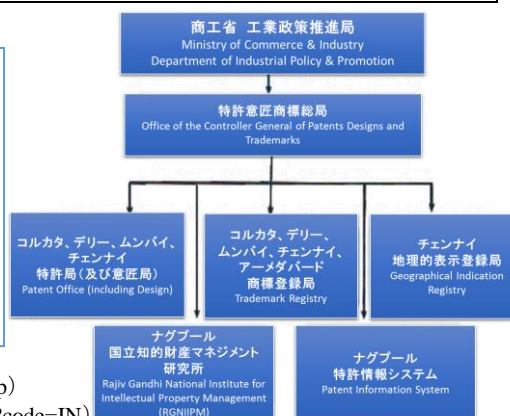 商工省 工業政策推進局
Ministry of Commerce & Industry
Department of Industrial Policy & Promotion
特許意匠商標総局
Office of the Controller General of Patents Designs and
Trademarks
コルカタ、デリー、ムンバイ、
チェンナイ
特許局(及び意匠局)
Patent Office (including Design)
コルカタ、デリー、
ムンバイ、チェンナイ、
アーメダバード
商標登録局
Trademark Registry
チェンナイ
地理的表示登録局
Geographical Indication
Registry
ナグプール
国立知的財産マネジメント
研究所
Rajiv Gandhi National Institute for
Intellectual Property Management
(RGNIIPM)
ナグプール
特許情報システム
Patent Information System
p)
?code=IN)